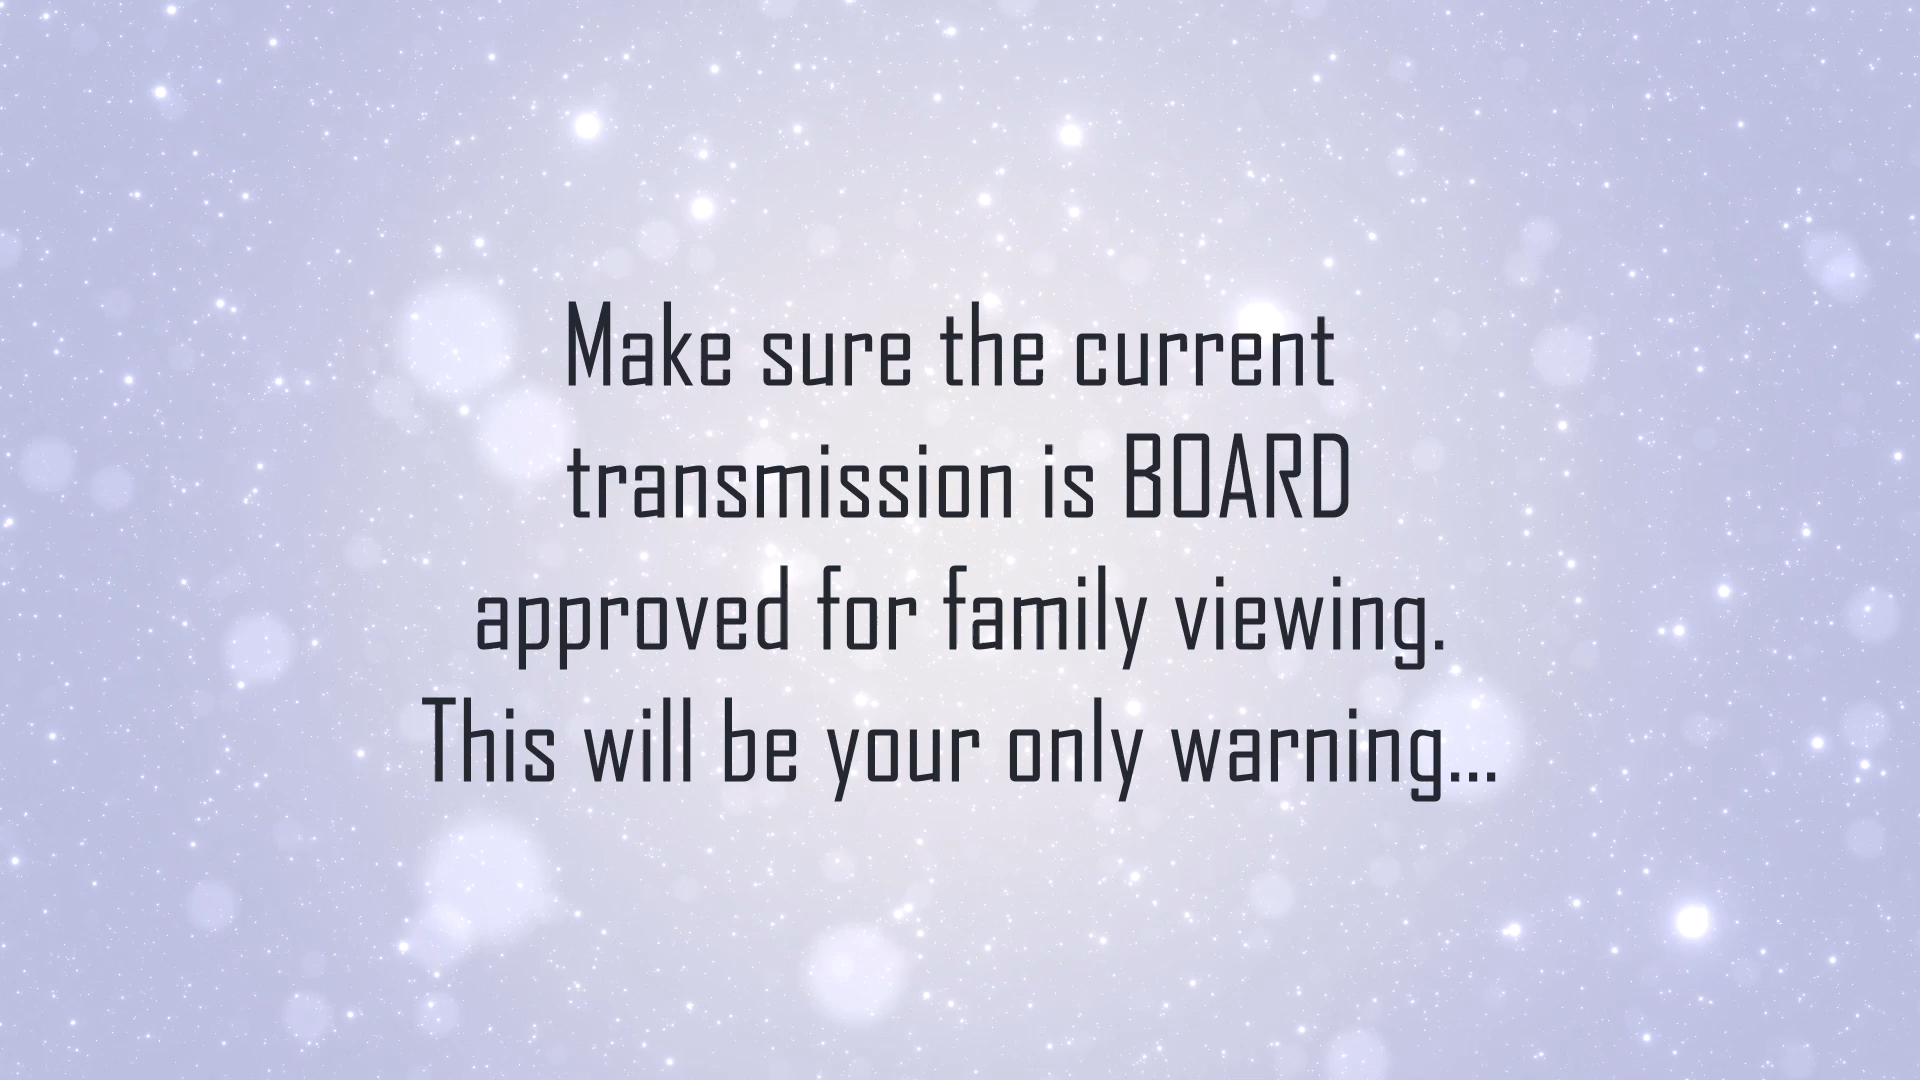 Make sure the current
transmission is BOARD
approved for family viewing.
This will be your only warning...